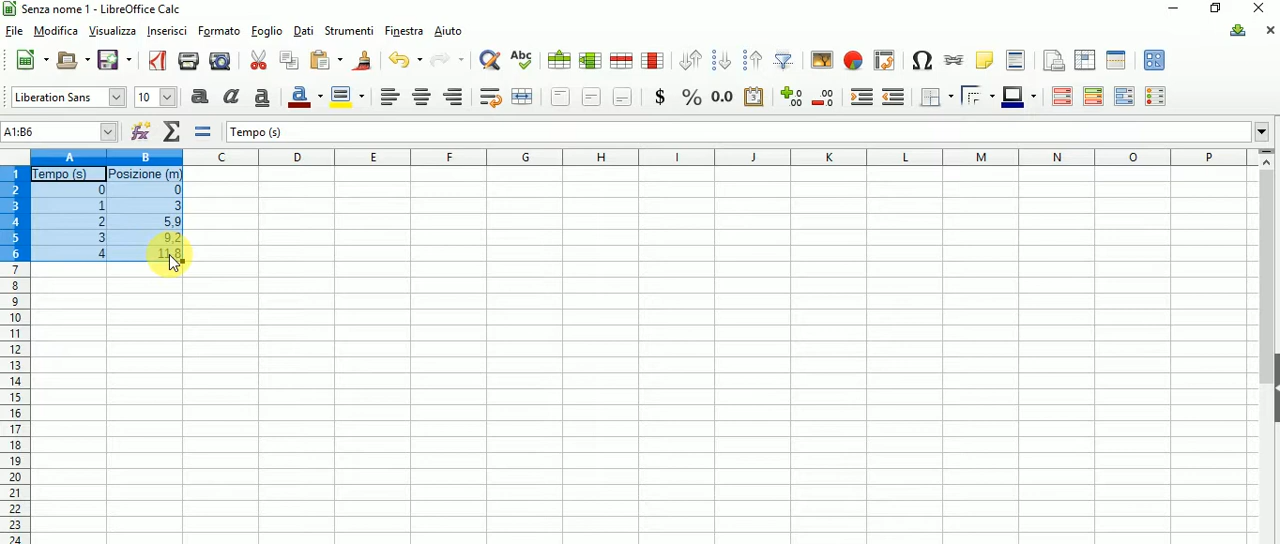 Senza nome 1 - LibreOffice Calc
File Modifica Visualizza Inserisci Formato Foglio Dati Strumenti Finestra Aiuto
Liberation Sans 10
A1:B6 Tempo (s)
A B C D E F G H I J K L M N O P
1 Tempo (s) Posizione (m)
2 0 0
3 1 3
4 2 5,9
5 3 9,2
6 4 11,8
7
8
9
10
11
12
13
14
15
16
17
18
19
20
21
22
23
24